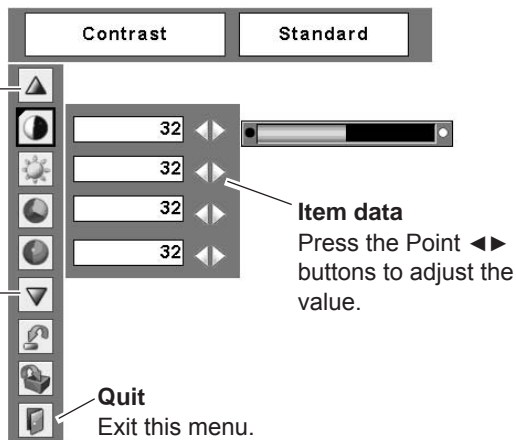 Contrast Standard
32
32
32
32
Item data
Press the Point ◄►
buttons to adjust the
value.
Quit
Exit this menu.